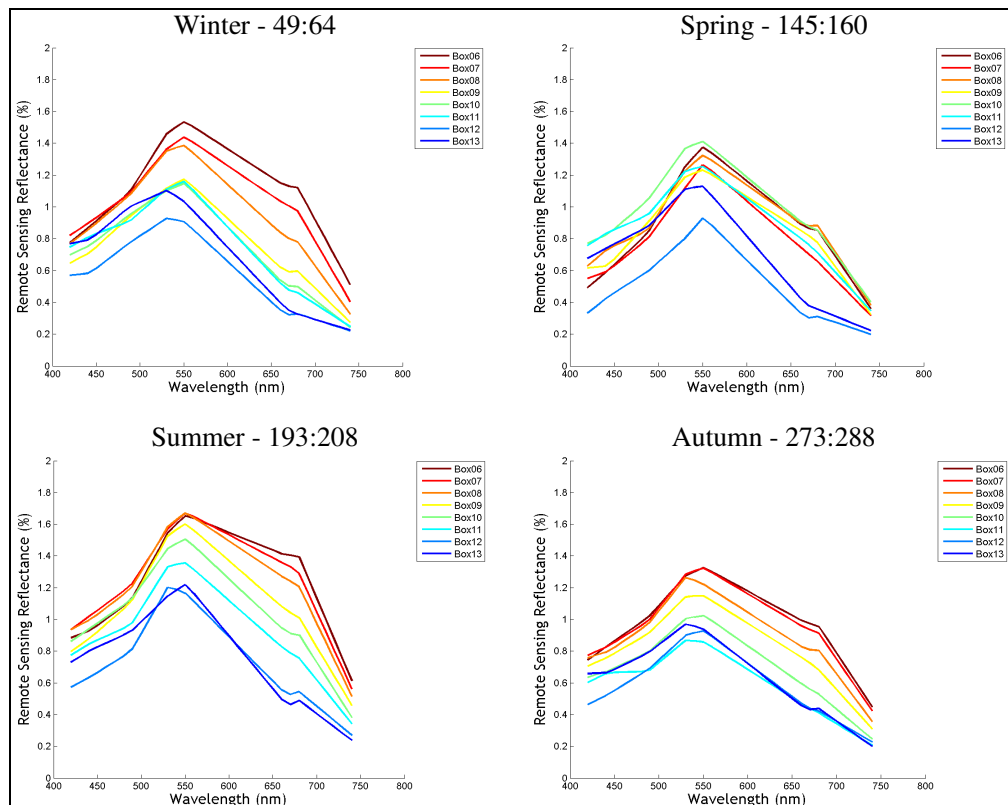 Winter - 49:64
Remote Sensing Reflectance (%)
2
1.8
1.6
1.4
1.2
1
0.8
0.6
0.4
0.2
0
400 450 500 550 600 650 700 750 800
Wavelength (nm)
Box06
Box07
Box08
Box09
Box10
Box11
Box12
Box13
Spring - 145:160
Remote Sensing Reflectance (%)
2
1.8
1.6
1.4
1.2
1
0.8
0.6
0.4
0.2
0
400 450 500 550 600 650 700 750 800
Wavelength (nm)
Box06
Box07
Box08
Box09
Box10
Box11
Box12
Box13
Summer - 193:208
Remote Sensing Reflectance (%)
2
1.8
1.6
1.4
1.2
1
0.8
0.6
0.4
0.2
0
400 450 500 550 600 650 700 750 800
Wavelength (nm)
Box06
Box07
Box08
Box09
Box10
Box11
Box12
Box13
Autumn - 273:288
Remote Sensing Reflectance (%)
2
1.8
1.6
1.4
1.2
1
0.8
0.6
0.4
0.2
0
400 450 500 550 600 650 700 750 800
Wavelength (nm)
Box06
Box07
Box08
Box09
Box10
Box11
Box12
Box13